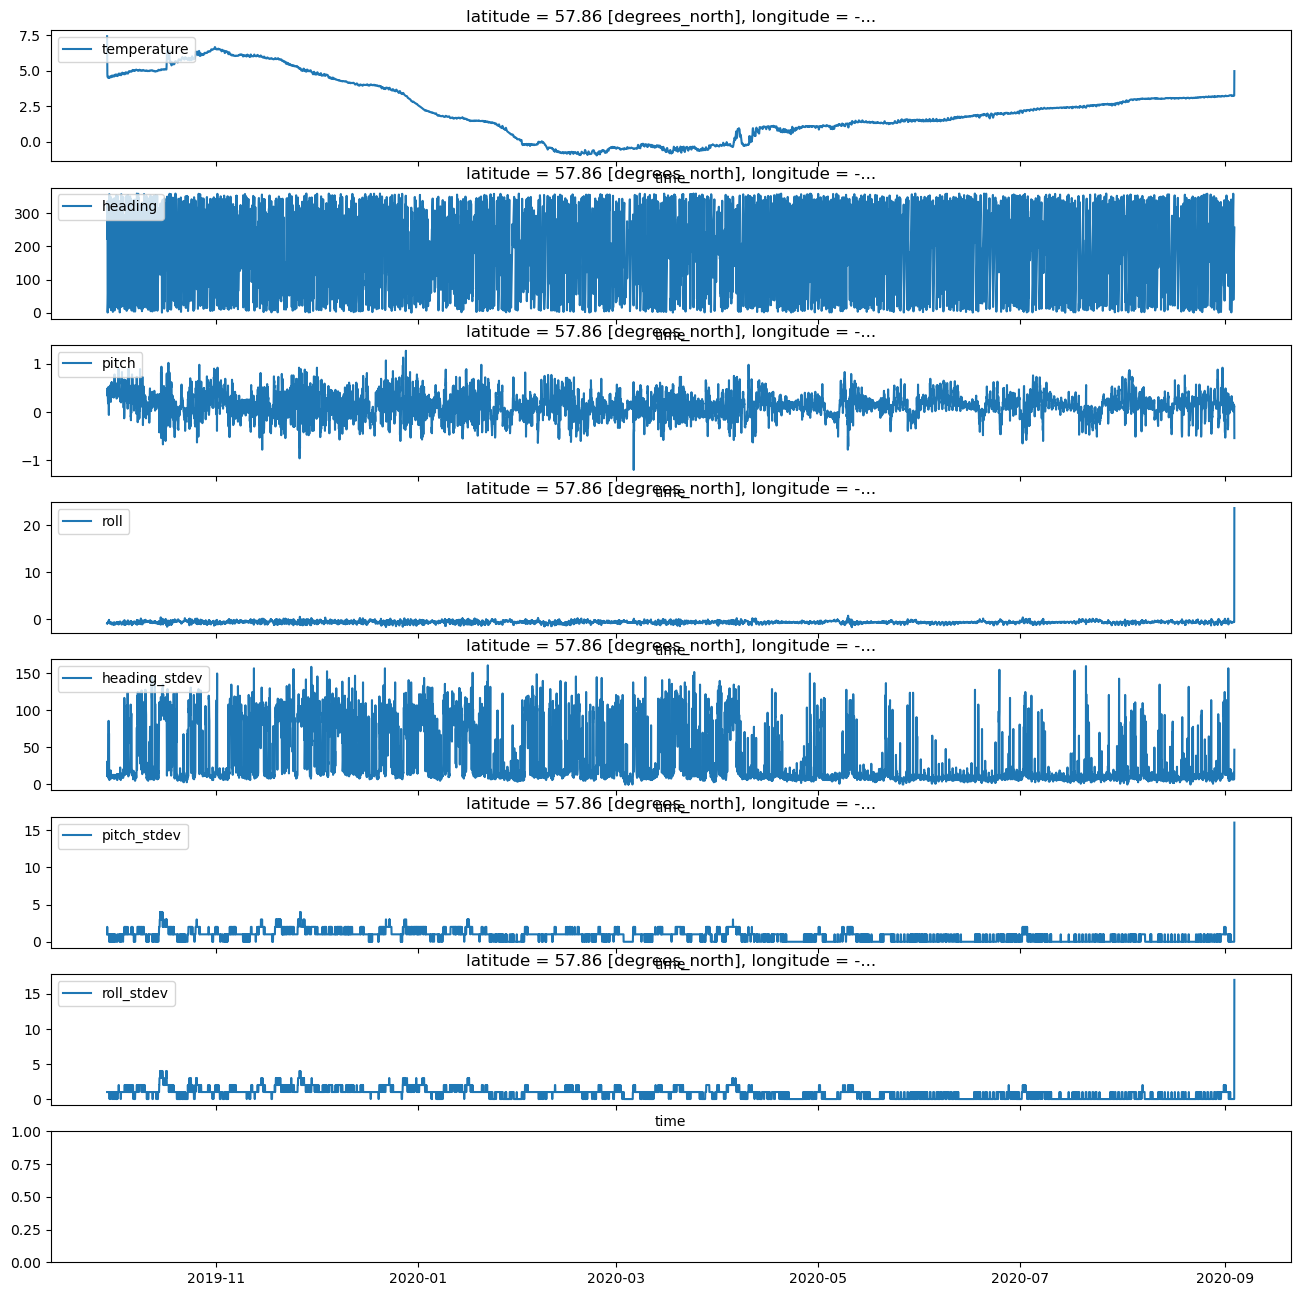 latitude = 57.86 [degrees_north], longitude = -...
7.5
5.0
2.5
0.0
temperature
time
latitude = 57.86 [degrees_north], longitude = -...
300
200
100
0
heading
time
latitude = 57.86 [degrees_north], longitude = -...
1
0
−1
pitch
time
latitude = 57.86 [degrees_north], longitude = -...
20
10
0
roll
time
latitude = 57.86 [degrees_north], longitude = -...
150
100
50
0
heading_stdev
time
latitude = 57.86 [degrees_north], longitude = -...
15
10
5
0
pitch_stdev
time
latitude = 57.86 [degrees_north], longitude = -...
15
10
5
0
roll_stdev
time
1.00
0.75
0.50
0.25
0.00
2019-11 2020-01 2020-03 2020-05 2020-07 2020-09